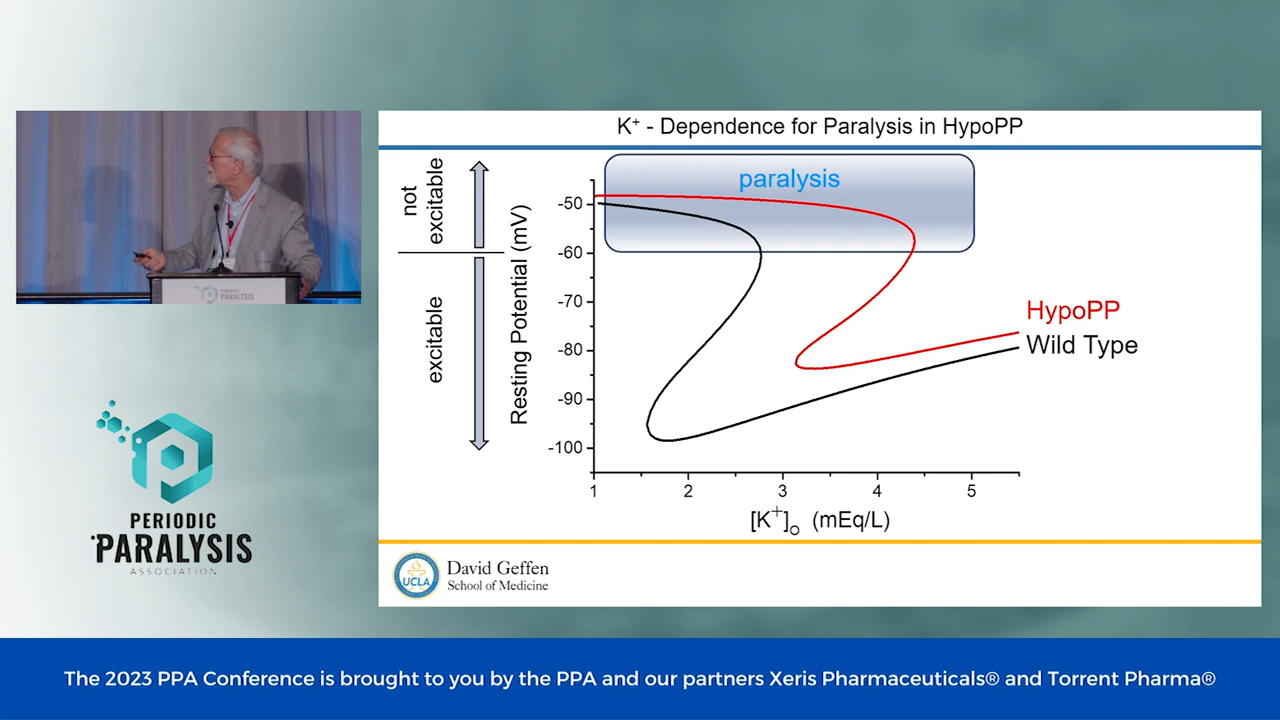 K⁺ - Dependence for Paralysis in HypoPP
not
excitable
excitable
Resting Potential (mV)
paralysis
-50
-60
-70
-80
-90
-100
HypoPP
Wild Type
1 2 3 4 5
[K⁺]ₒ (mEq/L)
PERIODIC
PARALYSIS
PERIODIC
PARALYSIS
ASSOCIATION
UCLA
David Geffen
School of Medicine
The 2023 PPA Conference is brought to you by the PPA and our partners Xeris Pharmaceuticals® and Torrent Pharma®